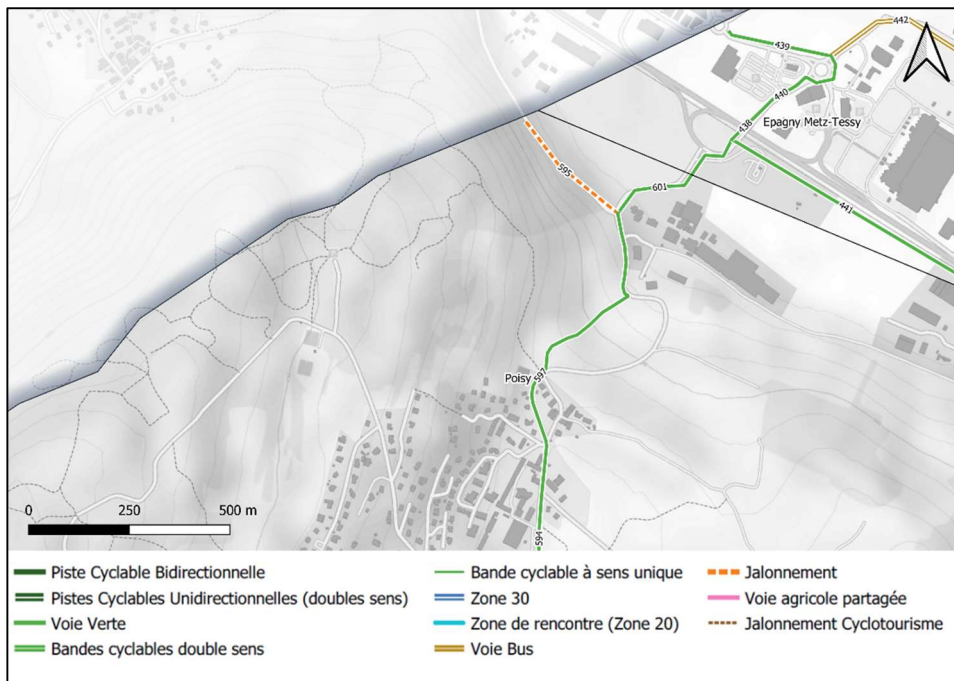 442
439
440
438
Epagny Metz-Tessy
595
601
441
597
Poisy
594
0 250 500 m
Piste Cyclable Bidirectionnelle
Pistes Cyclables Unidirectionnelles (doubles sens)
Voie Verte
Bandes cyclables double sens
Bande cyclable à sens unique
Zone 30
Zone de rencontre (Zone 20)
Voie Bus
Jalonnement
Voie agricole partagée
Jalonnement Cyclotourisme